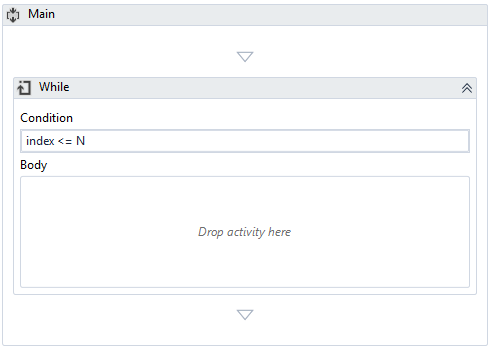 Main
While
Condition
index <= N
Body
Drop activity here